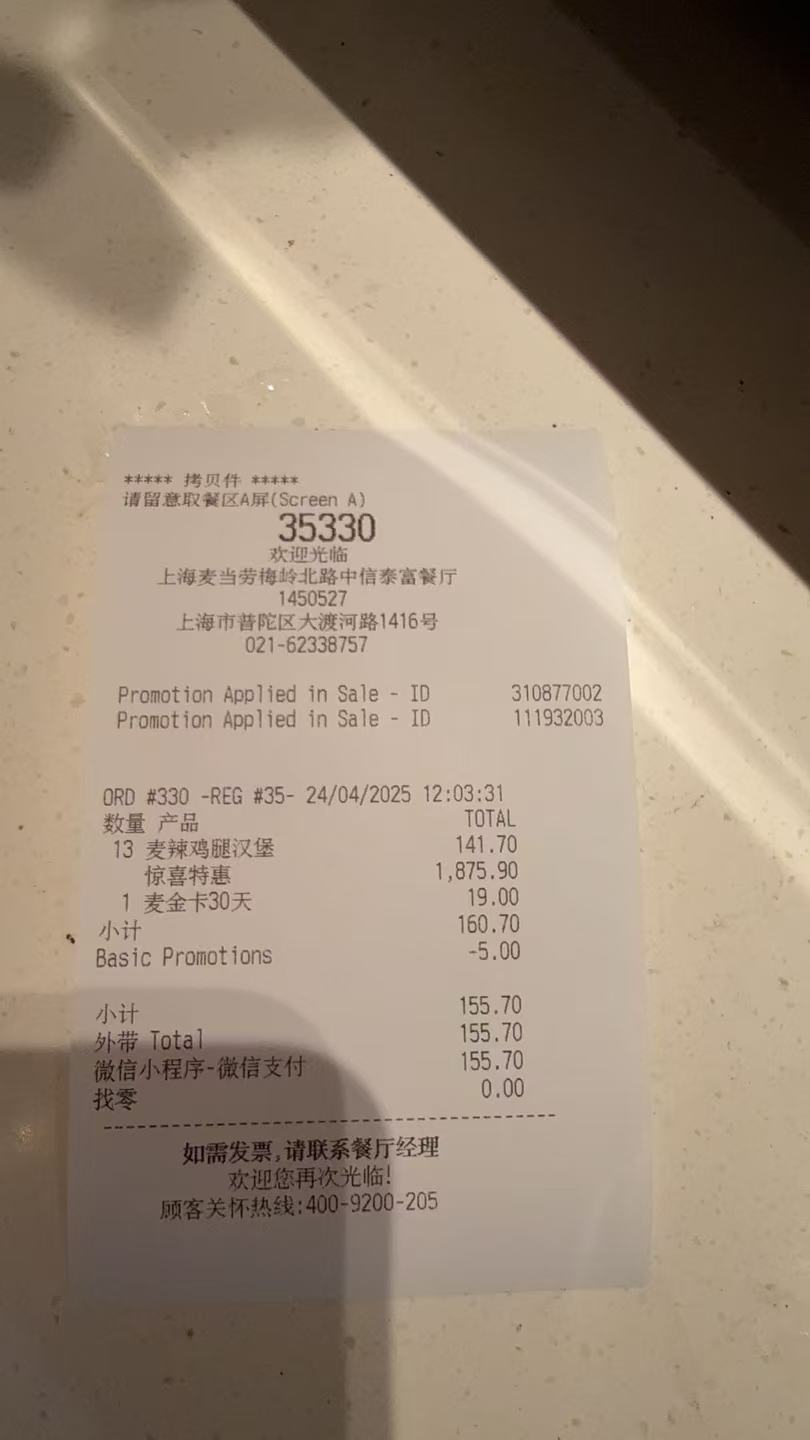 ***** 拷贝件 *****
请留意取餐区A屏(Screen A)
35330
欢迎光临
上海麦当劳梅岭北路中信泰富餐厅
1450527
上海市普陀区大渡河路1416号
021-62338757
Promotion Applied in Sale - ID 310877002
Promotion Applied in Sale - ID 111932003
ORD #330 -REG #35- 24/04/2025 12:03:31
数量 产品 TOTAL
13 麦辣鸡腿汉堡 141.70
惊喜特惠 1,875.90
1 麦金卡30天 19.00
小计 160.70
Basic Promotions -5.00
小计 155.70
外带 Total 155.70
微信小程序-微信支付 155.70
找零 0.00
如需发票,请联系餐厅经理
欢迎您再次光临!
顾客关怀热线:400-9200-205